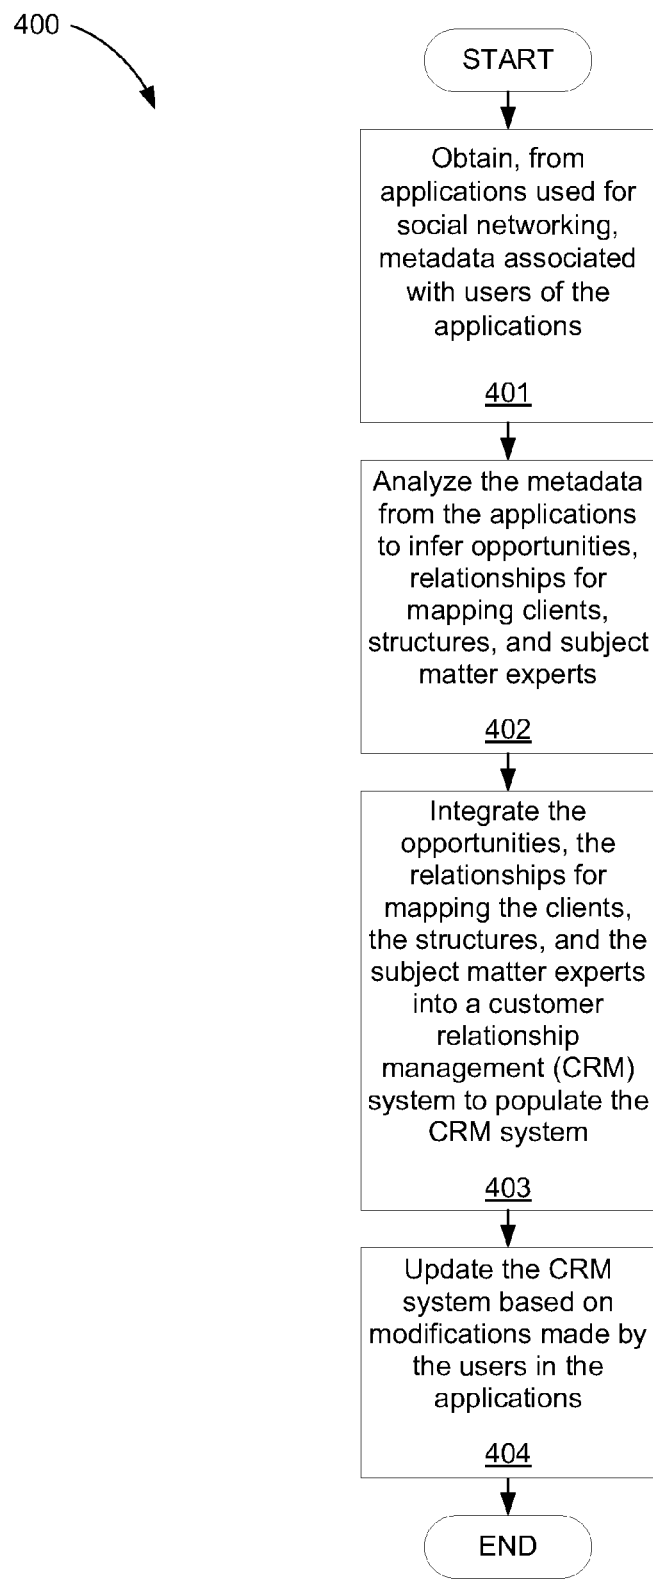 400
START
Obtain, from
applications used for
social networking,
metadata associated
with users of the
applications
401
Analyze the metadata
from the applications
to infer opportunities,
relationships for
mapping clients,
structures, and subject
matter experts
402
Integrate the
opportunities, the
relationships for
mapping the clients,
the structures, and the
subject matter experts
into a customer
relationship
management (CRM)
system to populate the
CRM system
403
Update the CRM
system based on
modifications made by
the users in the
applications
404
END